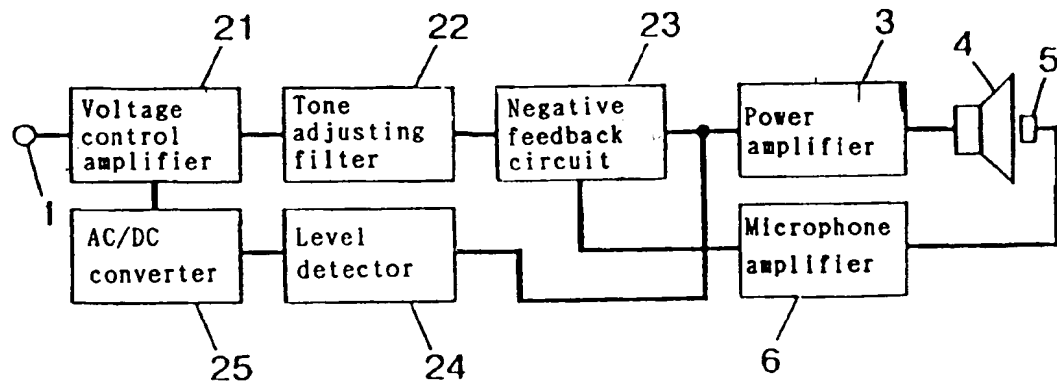 21
22
23
3
4
5
Voltage
control
amplifier
Tone
adjusting
filter
Negative
feedback
circuit
Power
amplifier
1
AC/DC
converter
Level
detector
Microphone
amplifier
25
24
6